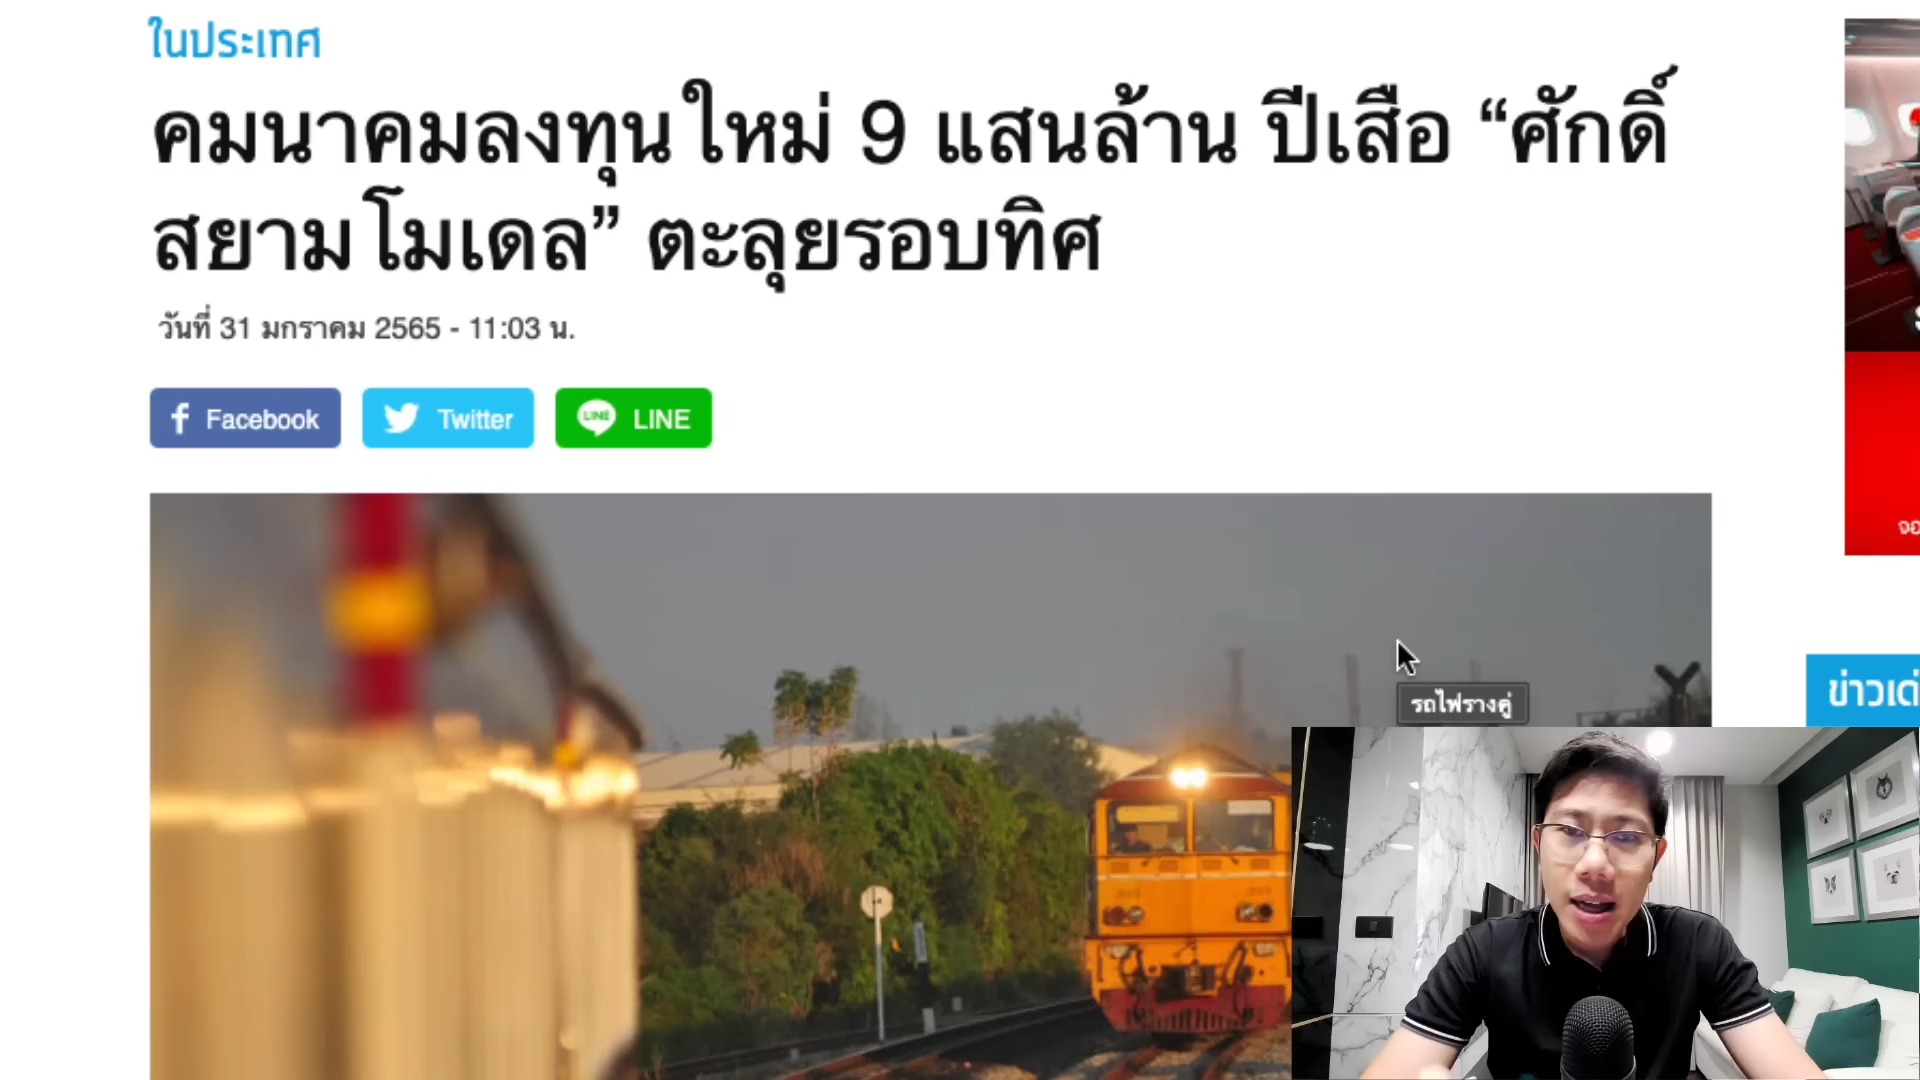 ในประเทศ
คมนาคมลงทุนใหม่ 9 แสนล้าน ปีเสือ “ศักดิ์
สยามโมเดล” ตะลุยรอบทิศ
วันที่ 31 มกราคม 2565 - 11:03 น.
Facebook
Twitter
LINE LINE
รถไฟรางคู่